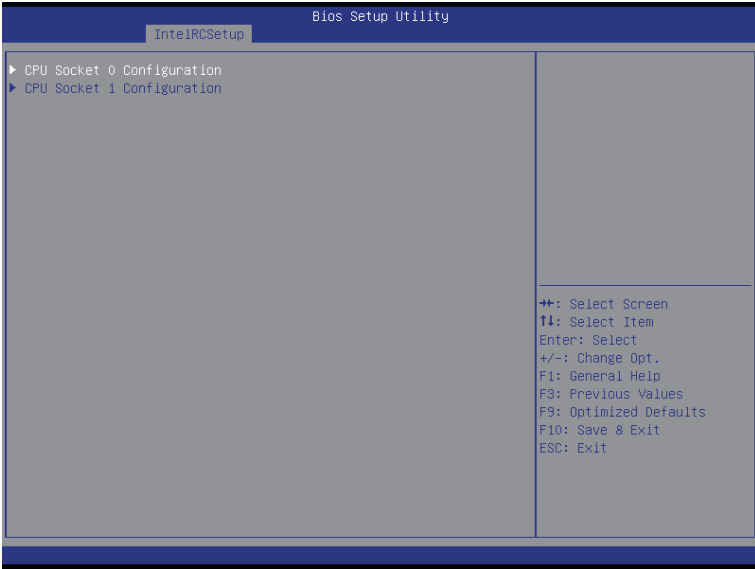 Bios Setup Utility
IntelRCSetup
▶ CPU Socket 0 Configuration
▶ CPU Socket 1 Configuration
→←: Select Screen
↑↓: Select Item
Enter: Select
+/-: Change Opt.
F1: General Help
F3: Previous Values
F9: Optimized Defaults
F10: Save & Exit
ESC: Exit